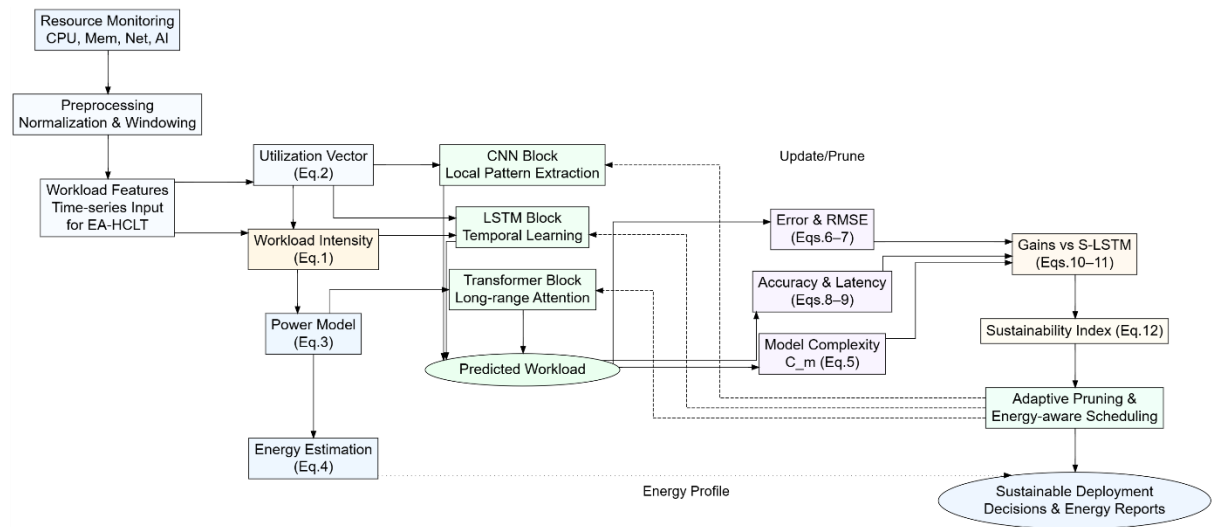 Resource Monitoring
CPU, Mem, Net, AI
Preprocessing
Normalization & Windowing
Workload Features
Time-series Input
for EA-HCLT
Utilization Vector
(Eq.2)
Workload Intensity
(Eq.1)
Power Model
(Eq.3)
Energy Estimation
(Eq.4)
CNN Block
Local Pattern Extraction
LSTM Block
Temporal Learning
Transformer Block
Long-range Attention
Predicted Workload
Update/Prune
Error & RMSE
(Eqs.6–7)
Accuracy & Latency
(Eqs.8–9)
Model Complexity
C_m (Eq.5)
Gains vs S-LSTM
(Eqs.10–11)
Sustainability Index (Eq.12)
Adaptive Pruning &
Energy-aware Scheduling
Energy Profile
Sustainable Deployment
Decisions & Energy Reports